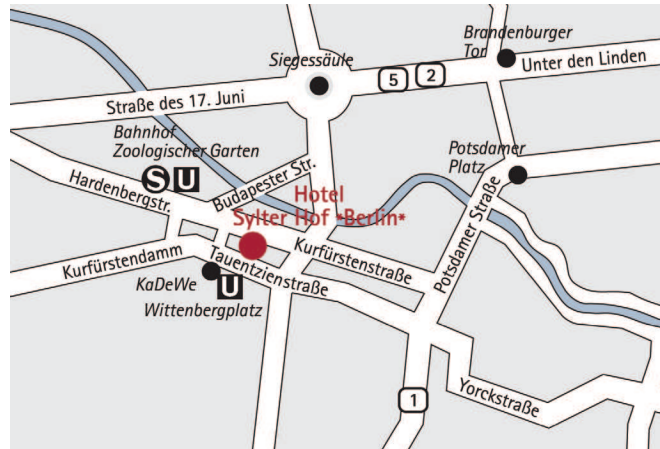 Brandenburger
Tor
Siegessäule
Unter den Linden
5
2
Straße des 17. Juni
Bahnhof
Zoologischer Garten
Potsdamer
Platz
S U
Budapester Str.
Hardenbergstr.
Hotel
Sylter Hof *Berlin*
Kurfürstenstraße
Potsdamer Straße
Kurfürstendamm
Tauentzienstraße
KaDeWe
U
Wittenbergplatz
Yorckstraße
1